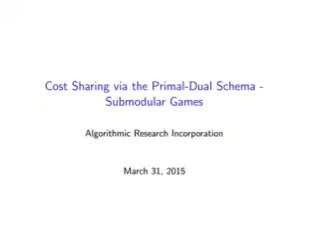 Cost Sharing via the Primal-Dual Schema -
Submodular Games
Algorithmic Research Incorporation
March 31, 2015